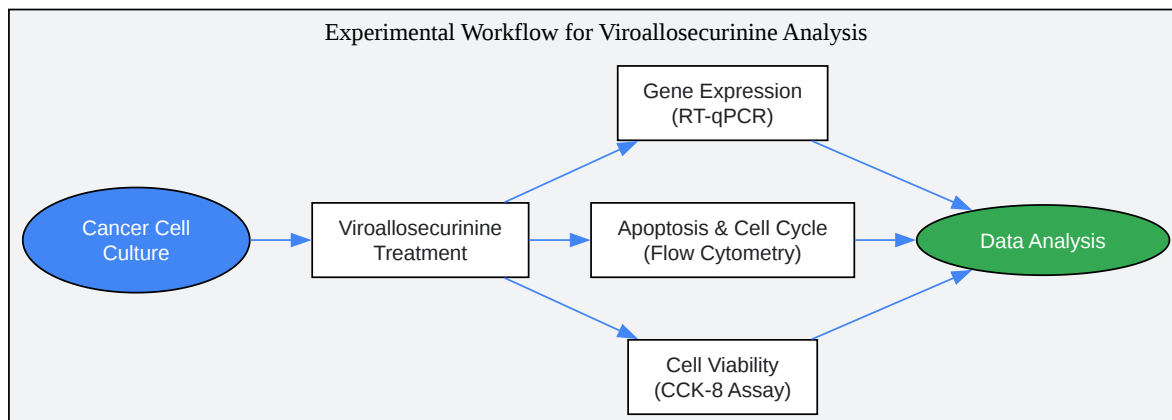 Experimental Workflow for Viroallosecurinine Analysis
Gene Expression
(RT-qPCR)
Cancer Cell
Culture
Viroallosecurinine
Treatment
Apoptosis & Cell Cycle
(Flow Cytometry)
Data Analysis
Cell Viability
(CCK-8 Assay)